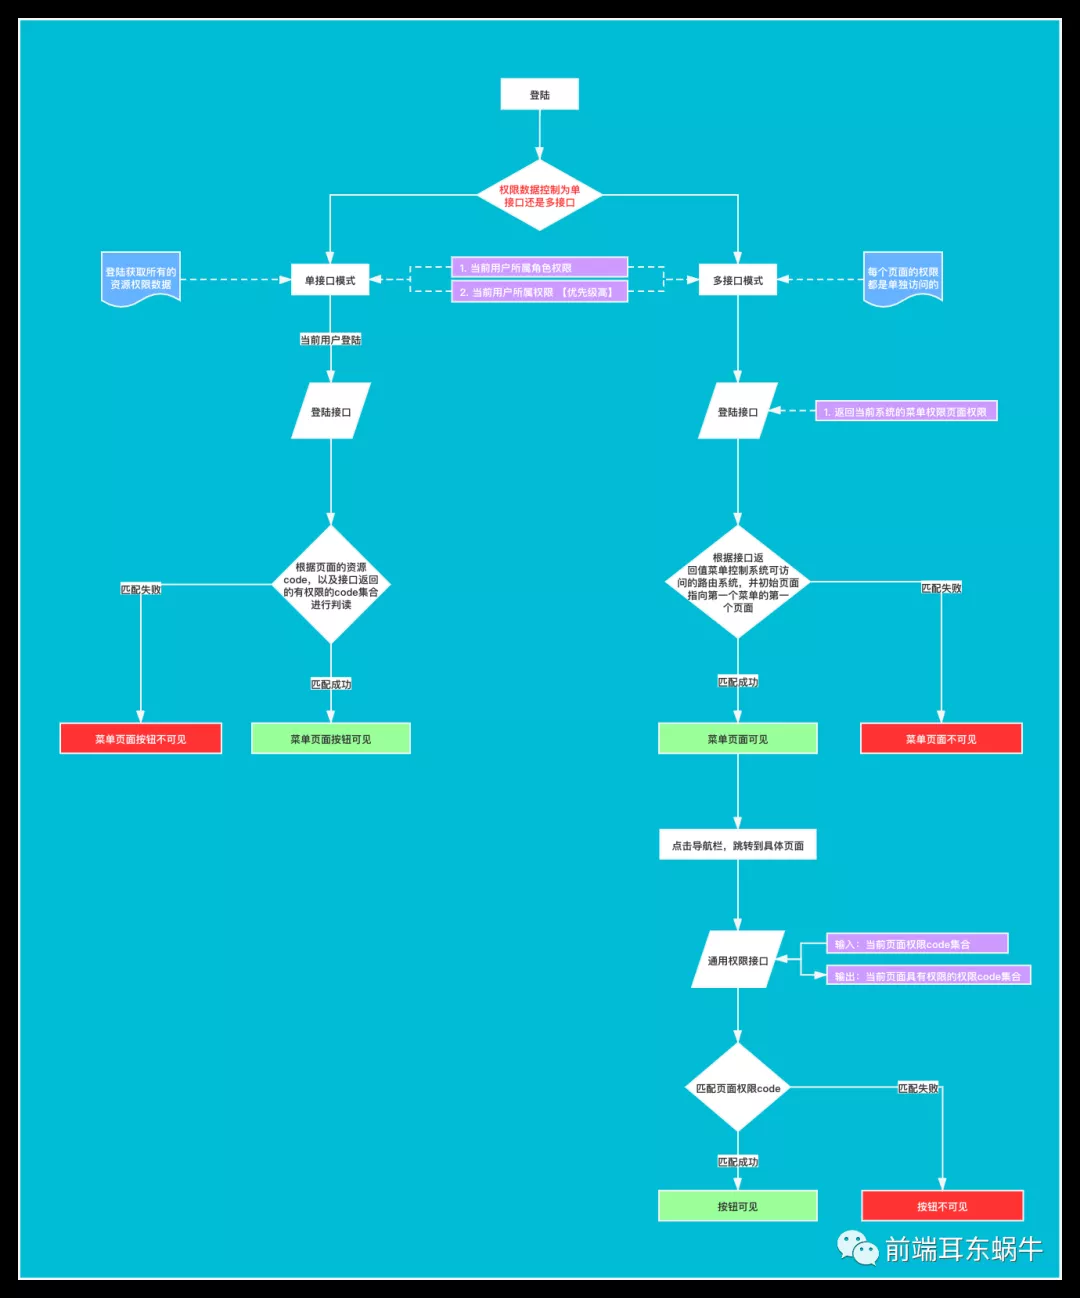 登陆
权限数据控制为单
接口还是多接口
登陆获取所有的
资源权限数据
单接口模式
1. 当前用户所属角色权限
2. 当前用户所属权限 【优先级高】
多接口模式
每个页面的权限
都是单独访问的
当前用户登陆
登陆接口
登陆接口
1. 返回当前系统的菜单权限页面权限
根据页面的资源
code，以及接口返回
的有权限的code集合
进行判读
根据接口返
回值菜单控制系统可访
问的路由系统，并初始页面
指向第一个菜单的第一
个页面
匹配失败
匹配失败
匹配成功
匹配成功
菜单页面按钮不可见
菜单页面按钮可见
菜单页面可见
菜单页面不可见
点击导航栏，跳转到具体页面
通用权限接口
输入：当前页面权限code集合
输出：当前页面具有权限的权限code集合
匹配页面权限code
匹配失败
匹配成功
按钮可见
按钮不可见
前端耳东蜗牛